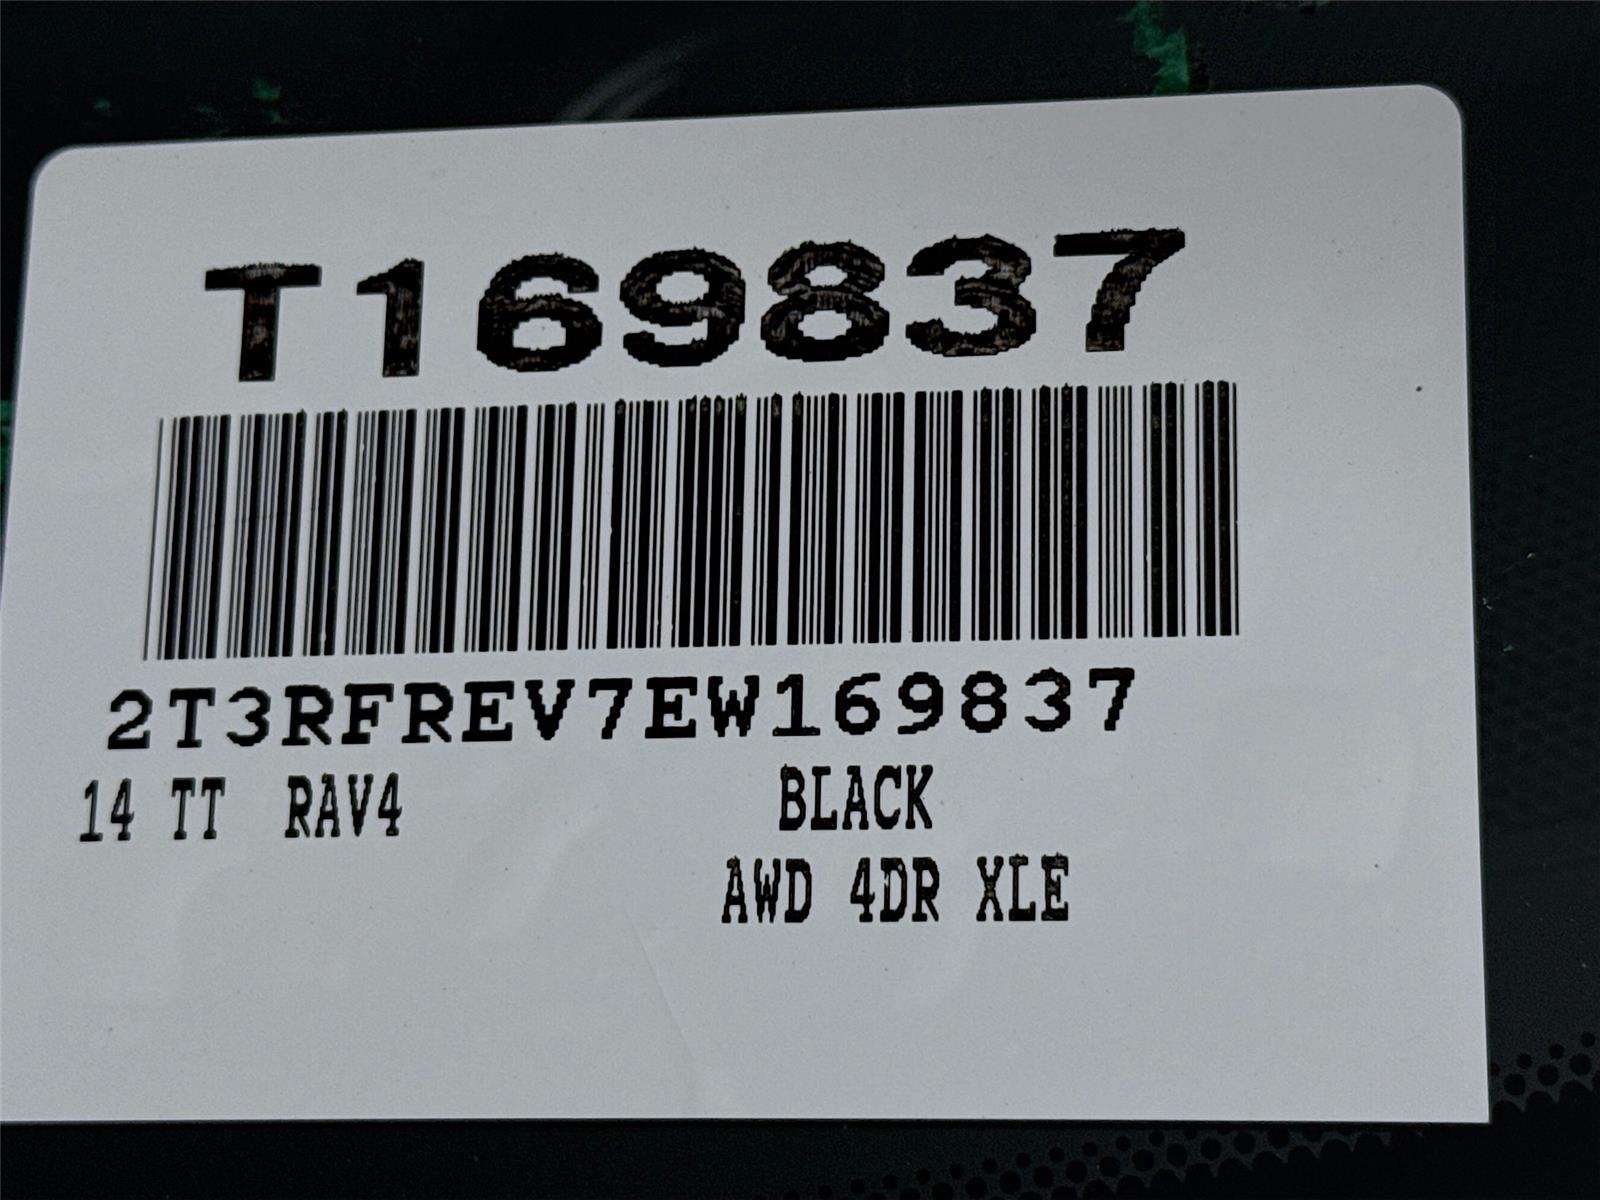 T169837
2T3RFREV7EW169837
14 TT RAV4 BLACK
AWD 4DR XLE